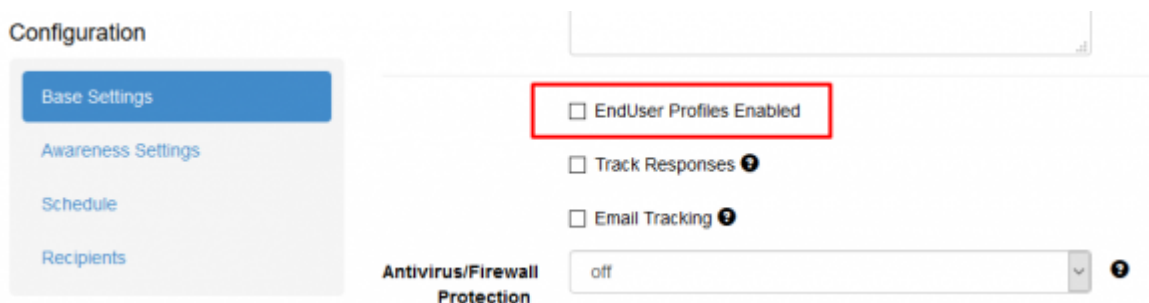 Configuration
Base Settings
Awareness Settings
Schedule
Recipients
EndUser Profiles Enabled
Track Responses
Email Tracking
Antivirus/Firewall
Protection
off